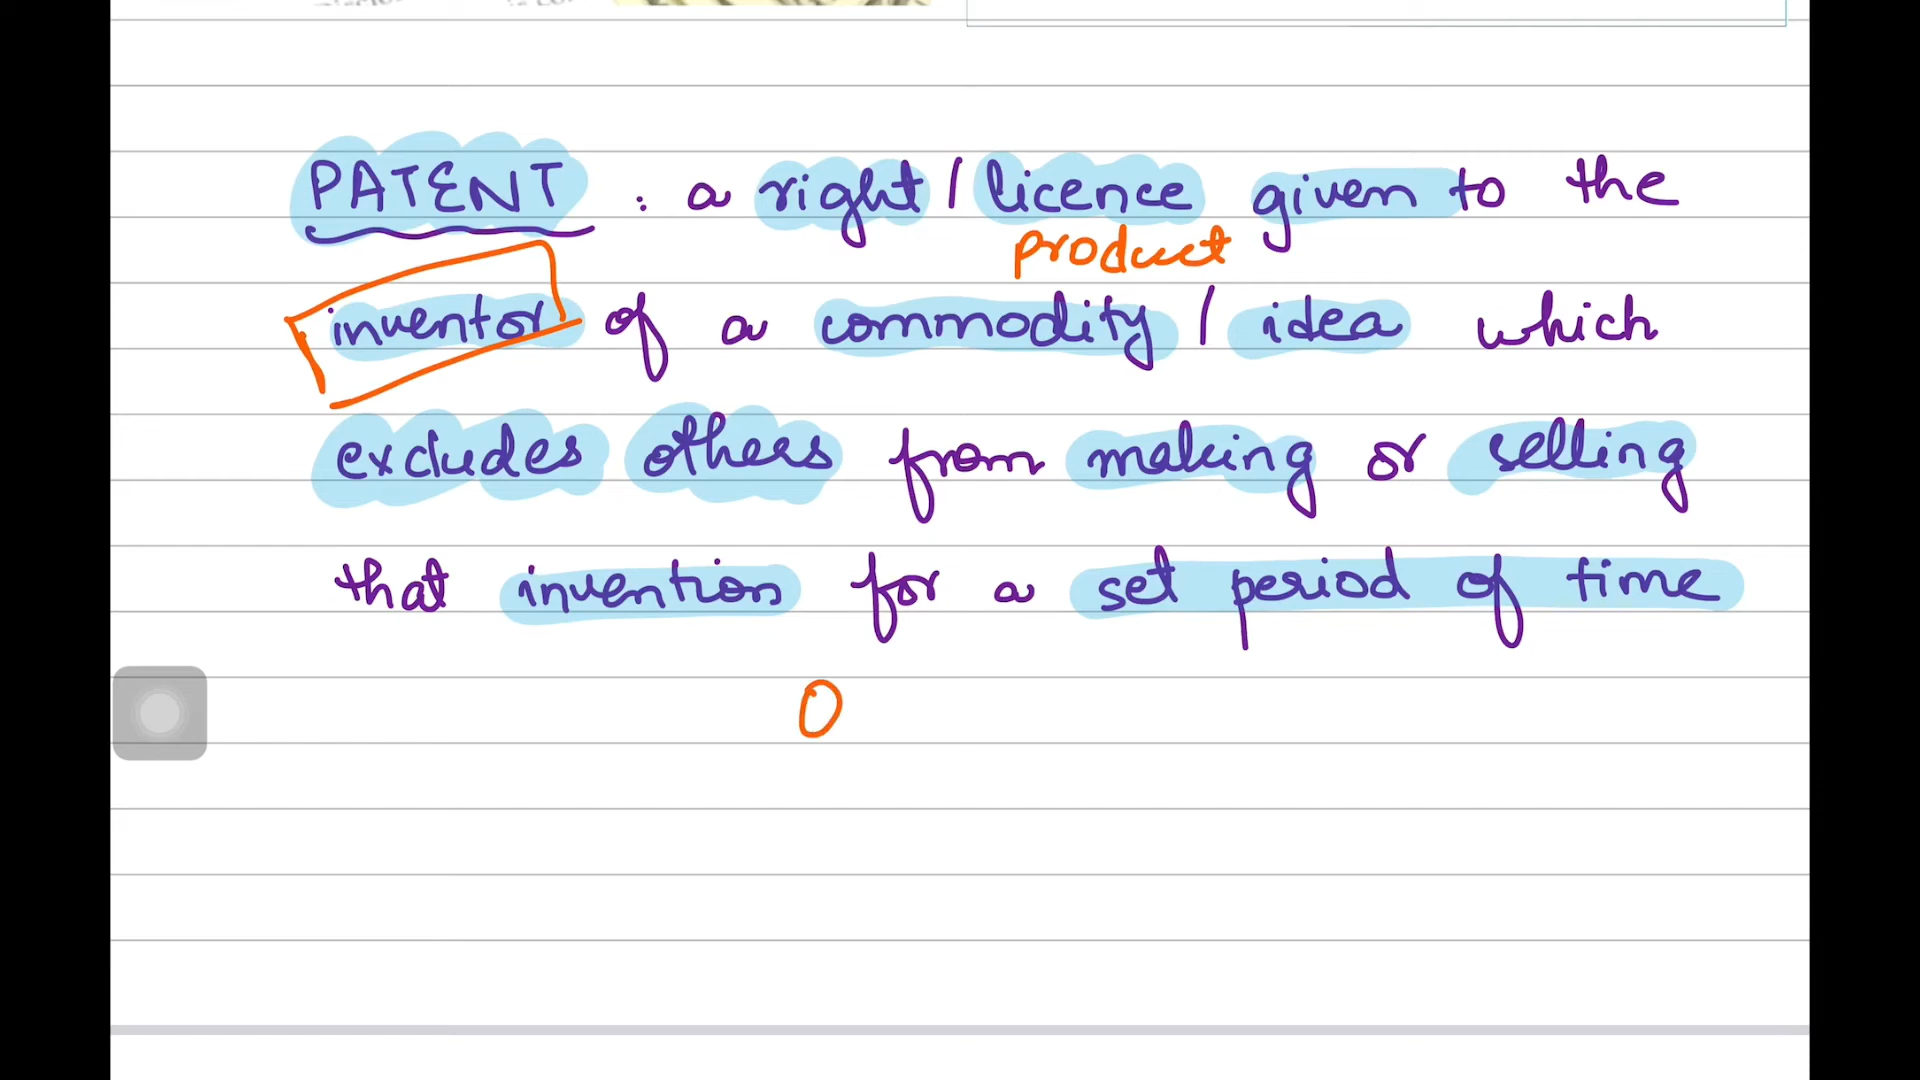 PATENT : a right / licence given to the
product
inventor of a commodity / idea which
excludes others from making or selling
that invention for a set period of time
O